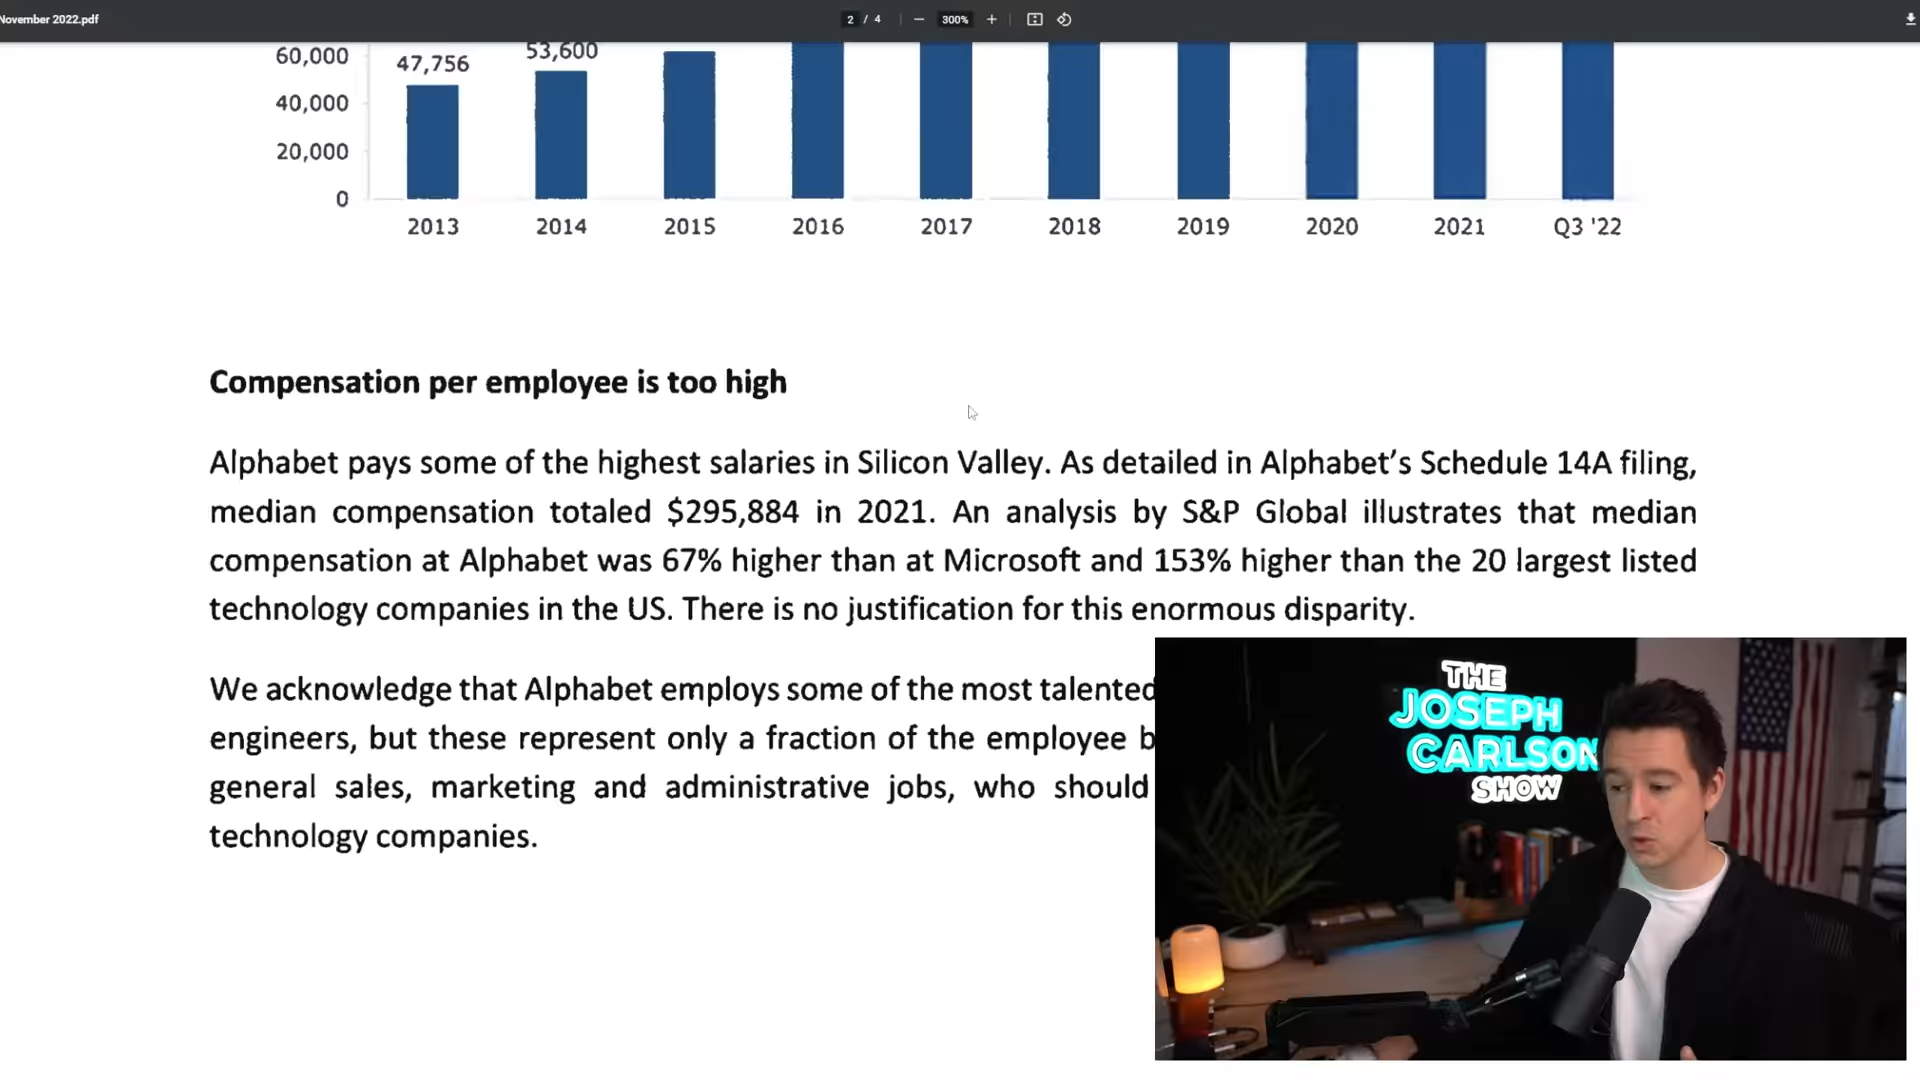 November 2022.pdf
2 / 4
300%
60,000
47,756
53,600
40,000
20,000
0
2013 2014 2015 2016 2017 2018 2019 2020 2021 Q3 '22
Compensation per employee is too high
Alphabet pays some of the highest salaries in Silicon Valley. As detailed in Alphabet's Schedule 14A filing,
median compensation totaled $295,884 in 2021. An analysis by S&P Global illustrates that median
compensation at Alphabet was 67% higher than at Microsoft and 153% higher than the 20 largest listed
technology companies in the US. There is no justification for this enormous disparity.
We acknowledge that Alphabet employs some of the most talented
engineers, but these represent only a fraction of the employee b
general sales, marketing and administrative jobs, who should
technology companies.
THE
JOSEPH
CARLSON
SHOW